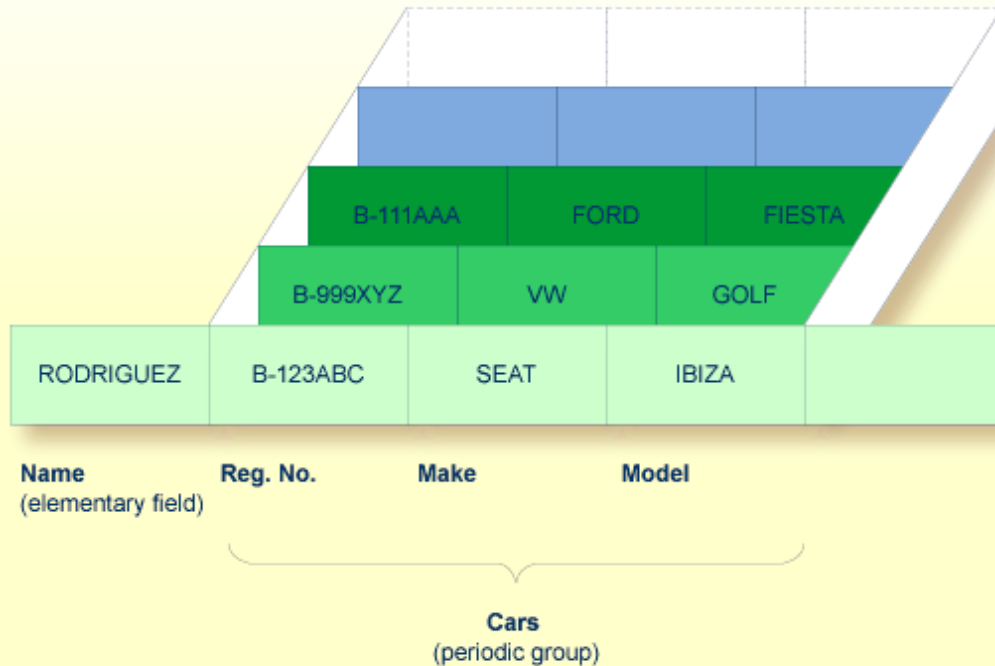 B-111AAA FORD FIESTA
B-999XYZ VW GOLF
RODRIGUEZ B-123ABC SEAT IBIZA
Name Reg. No. Make Model
(elementary field)
Cars
(periodic group)